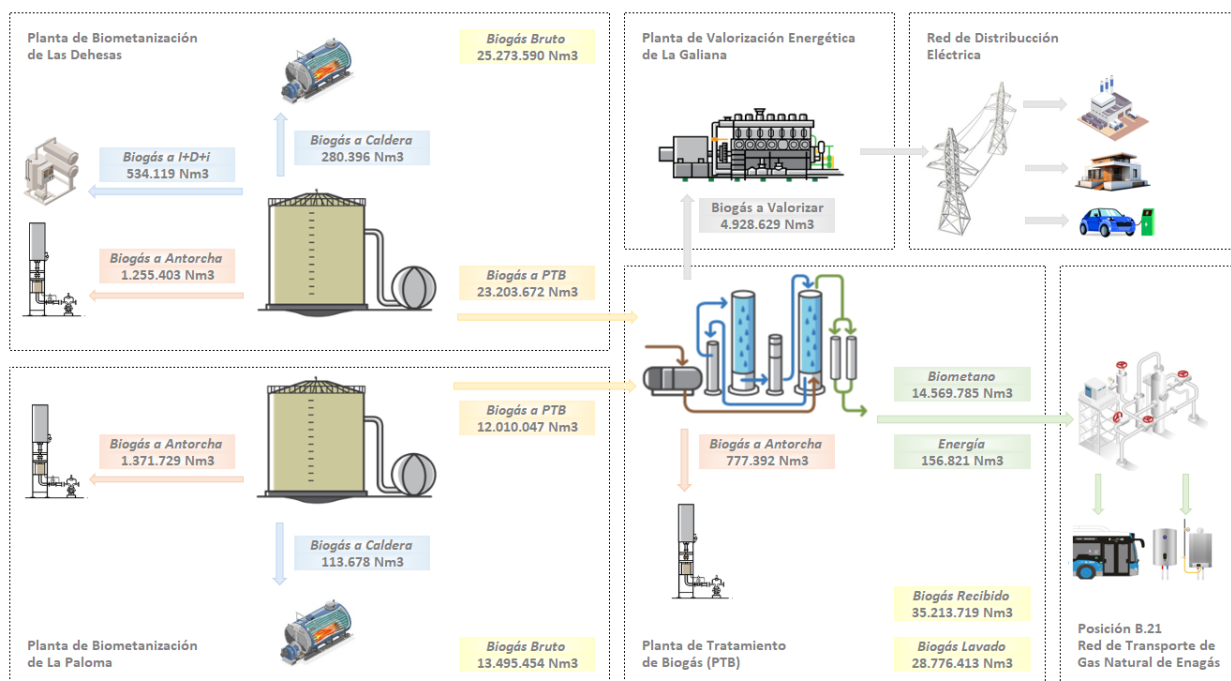 Planta de Biometanización
de Las Dehesas
Biogás Bruto
25.273.590 Nm3
Biogás a Caldera
280.396 Nm3
Biogás a I+D+i
534.119 Nm3
Biogás a Antorcha
1.255.403 Nm3
Biogás a PTB
23.203.672 Nm3
Planta de Valorización Energética
de La Galiana
Biogás a Valorizar
4.928.629 Nm3
Red de Distribucción
Eléctrica
Biogás a PTB
12.010.047 Nm3
Biogás a Antorcha
1.371.729 Nm3
Biogás a Caldera
113.678 Nm3
Planta de Biometanización
de La Paloma
Biogás Bruto
13.495.454 Nm3
Biogás a Antorcha
777.392 Nm3
Biometano
14.569.785 Nm3
Energía
156.821 Nm3
Biogás Recibido
35.213.719 Nm3
Planta de Tratamiento
de Biogás (PTB)
Biogás Lavado
28.776.413 Nm3
Posición B.21
Red de Transporte de
Gas Natural de Enagás